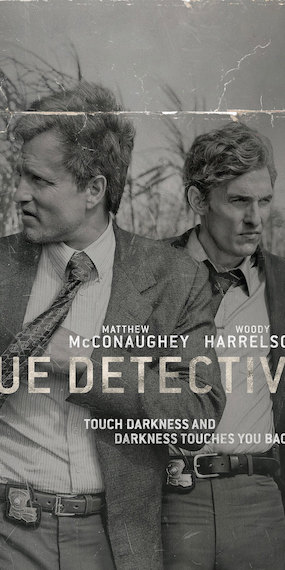 MATTHEW WOODY
McCONAUGHEY HARRELSO
UE DETECTIV
TOUCH DARKNESS AND
DARKNESS TOUCHES YOU BAC